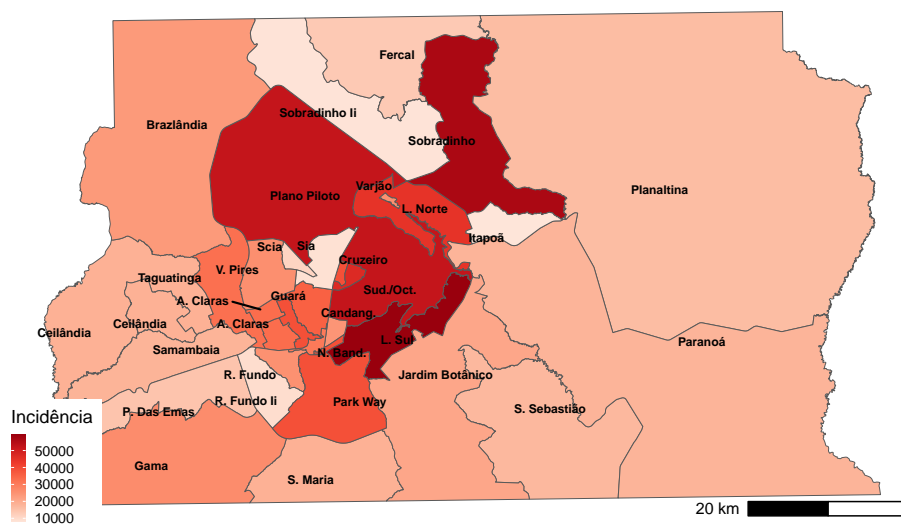 Fercal
Sobradinho Ii
Brazlândia
Sobradinho
Varjão
Planaltina
Plano Piloto
L. Norte
Itapoã
Scia
Sia
Cruzeiro
V. Pires
Taguatinga
Guará
Sud./Oct.
A. Claras
Candang.
Ceilândia
A. Claras
Ceilândia
L. Sul
Paranoá
Samambaia
N. Band.
R. Fundo
Jardim Botânico
R. Fundo Ii
Park Way
P. Das Emas
S. Sebastião
Gama
S. Maria
Incidência
50000
40000
30000
20000
10000
20 km